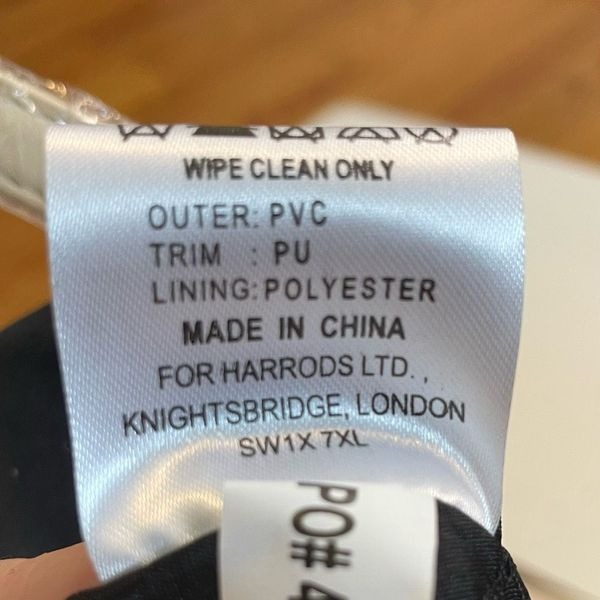 WIPE CLEAN ONLY
OUTER: PVC
TRIM : PU
LINING: POLYESTER
MADE IN CHINA
FOR HARRODS LTD.,
KNIGHTSBRIDGE, LONDON
SW1X 7XL
PO# 4